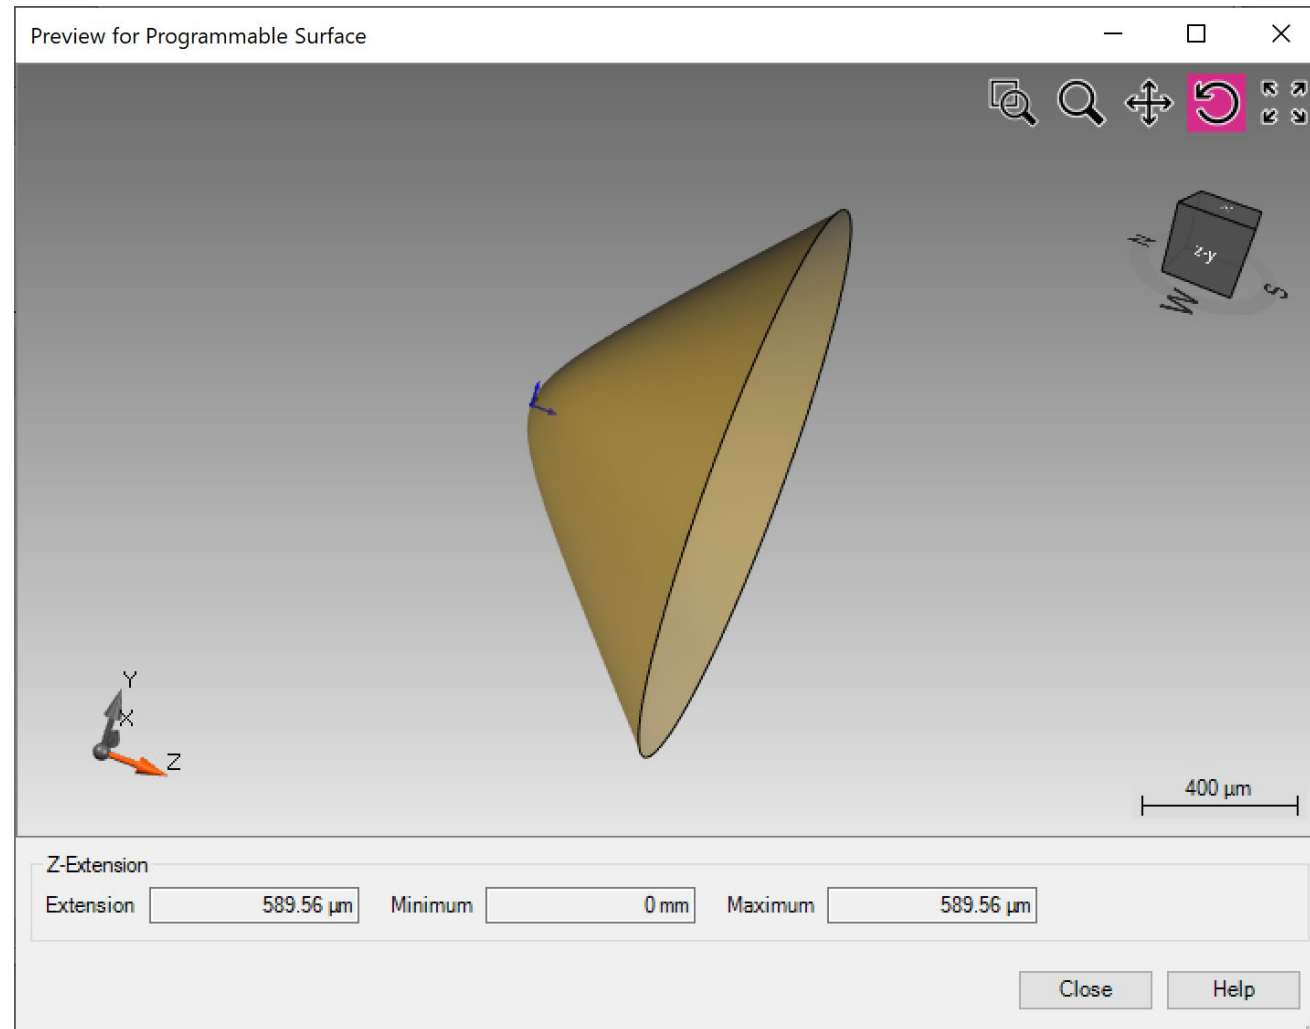 Preview for Programmable Surface
z-y
N
W
S
Y
X
Z
400 µm
Z-Extension
Extension 589.56 µm Minimum 0 mm Maximum 589.56 µm
Close Help